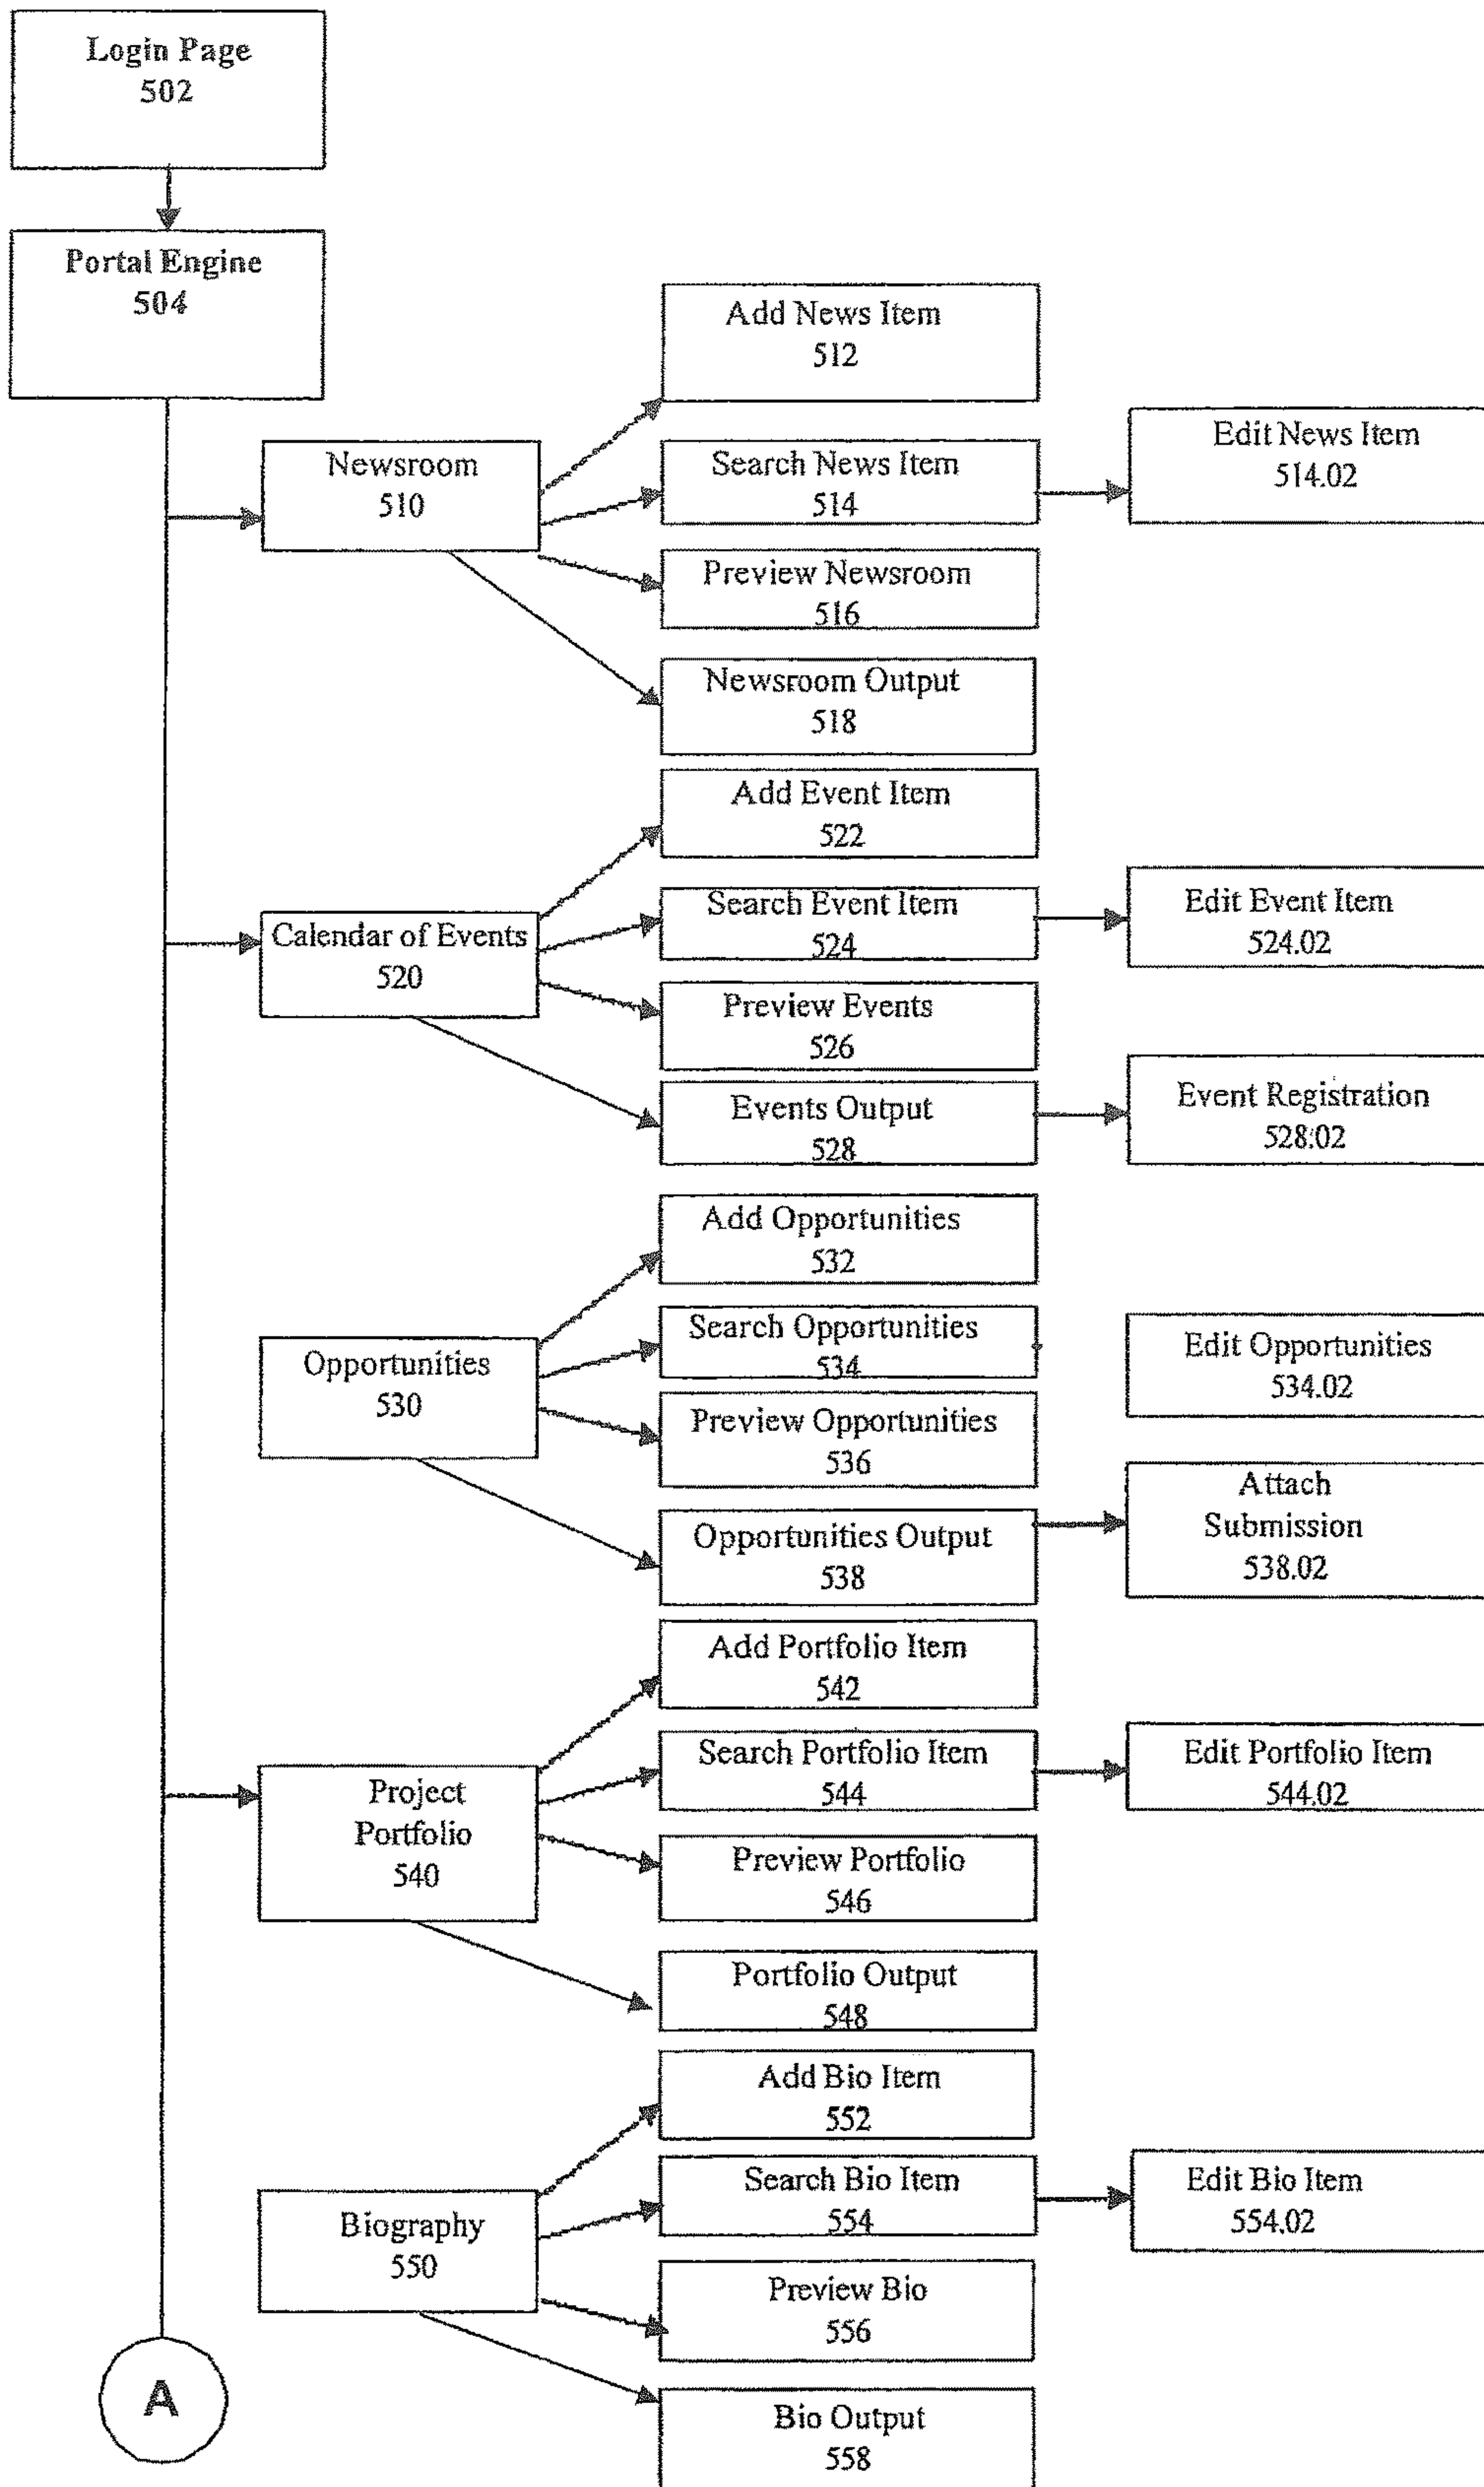 Login Page
502
Portal Engine
504
Newsroom
510
Add News Item
512
Search News Item
514
Edit News Item
514.02
Preview Newsroom
516
Newsroom Output
518
Calendar of Events
520
Add Event Item
522
Search Event Item
524
Edit Event Item
524.02
Preview Events
526
Events Output
528
Event Registration
528.02
Opportunities
530
Add Opportunities
532
Search Opportunities
534
Edit Opportunities
534.02
Preview Opportunities
536
Opportunities Output
538
Attach
Submission
538.02
Project
Portfolio
540
Add Portfolio Item
542
Search Portfolio Item
544
Edit Portfolio Item
544.02
Preview Portfolio
546
Portfolio Output
548
Biography
550
Add Bio Item
552
Search Bio Item
554
Edit Bio Item
554.02
Preview Bio
556
Bio Output
558
A